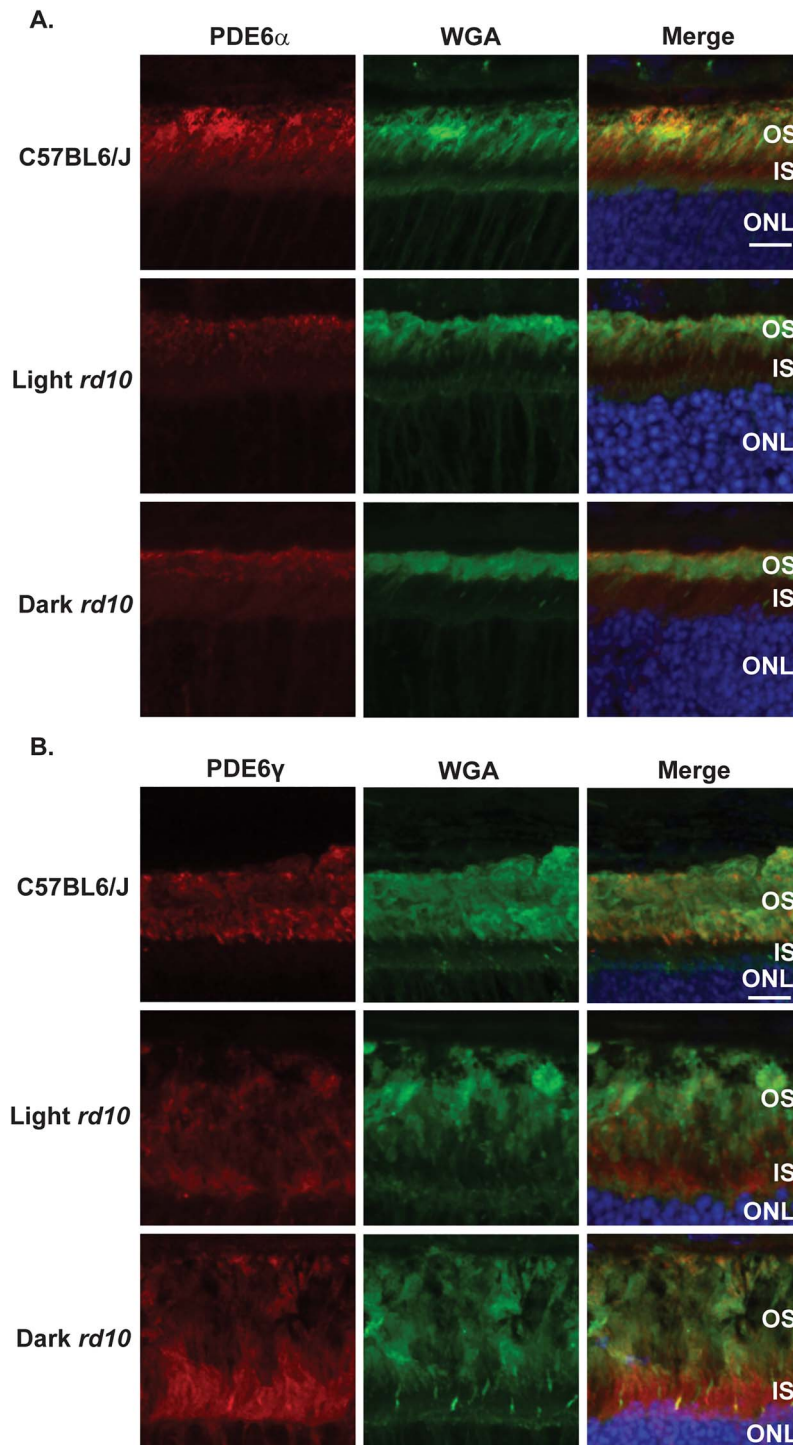 A.
PDE6α WGA Merge
C57BL6/J
OS
IS
ONL
Light rd10
OS
IS
ONL
Dark rd10
OS
IS
ONL
B.
PDE6γ WGA Merge
C57BL6/J
OS
IS
ONL
Light rd10
OS
IS
ONL
Dark rd10
OS
IS
ONL